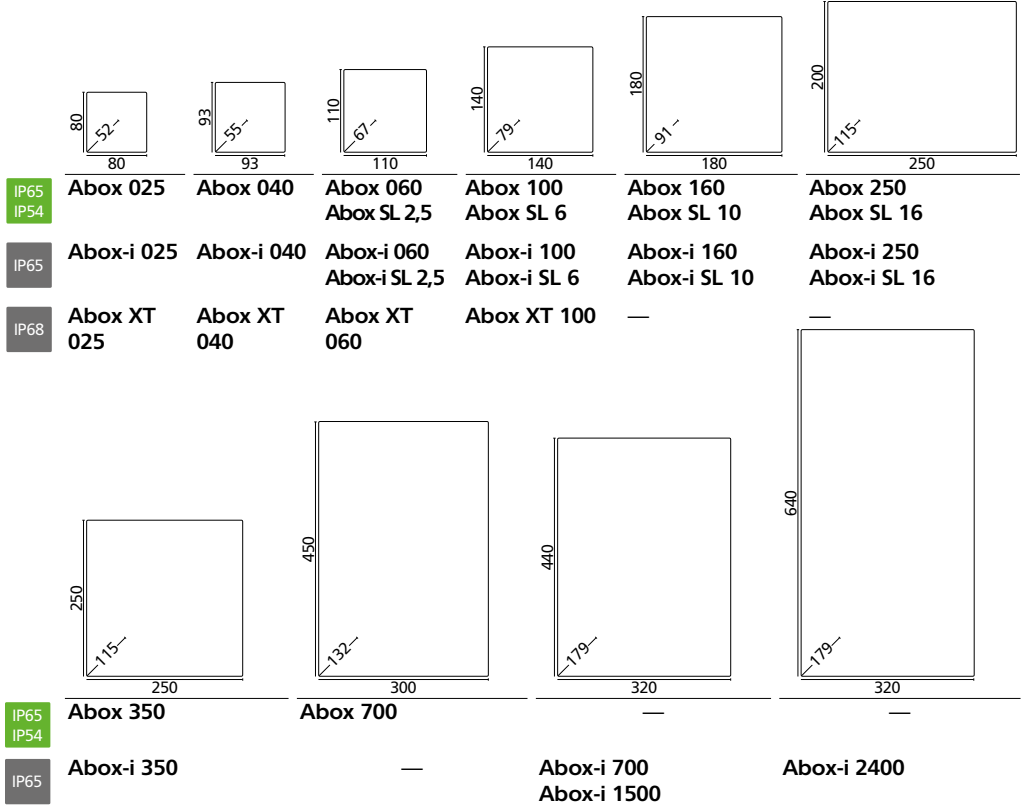 80
52
80
93
55
93
110
67
110
140
79
140
180
91
180
200
115
250
IP65
IP54
Abox 025
Abox 040
Abox 060
Abox SL 2,5
Abox 100
Abox SL 6
Abox 160
Abox SL 10
Abox 250
Abox SL 16
IP65
Abox-i 025
Abox-i 040
Abox-i 060
Abox-i SL 2,5
Abox-i 100
Abox-i SL 6
Abox-i 160
Abox-i SL 10
Abox-i 250
Abox-i SL 16
IP68
Abox XT
025
Abox XT
040
Abox XT
060
Abox XT 100
—
—
250
115
250
450
132
300
440
179
320
640
179
320
IP65
IP54
Abox 350
Abox 700
—
—
IP65
Abox-i 350
—
Abox-i 700
Abox-i 1500
Abox-i 2400